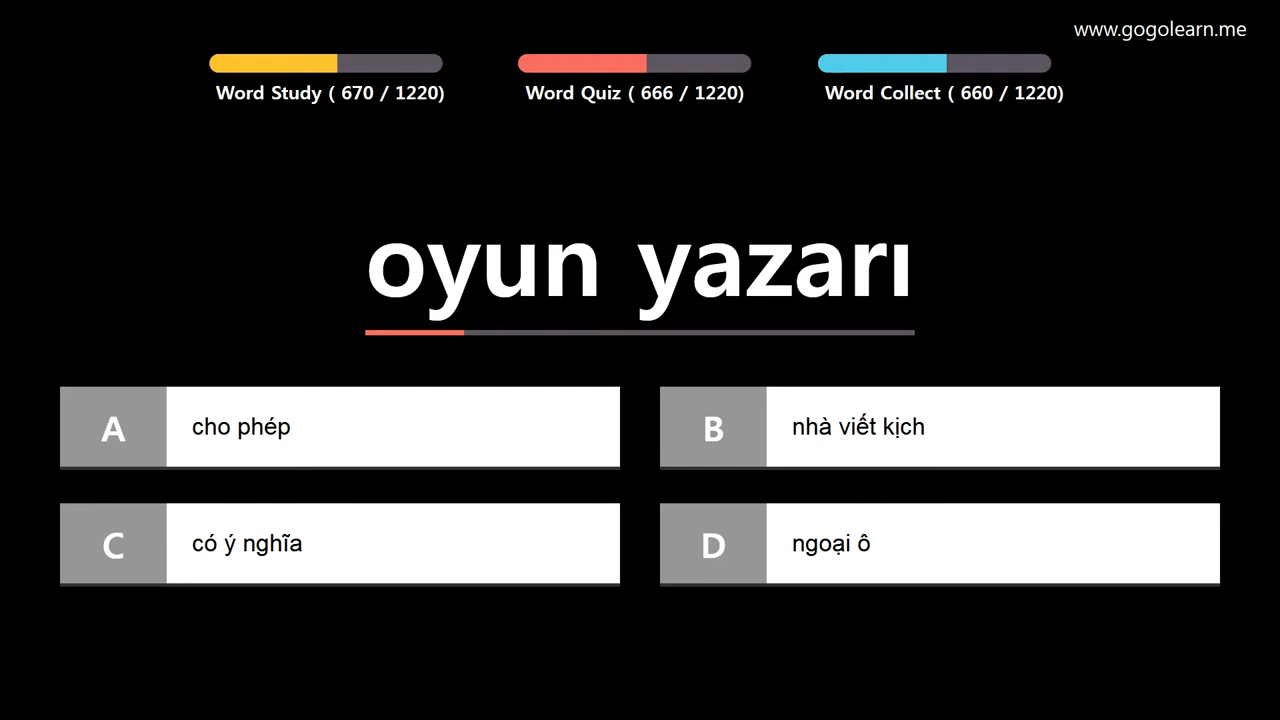 www.gogolearn.me
Word Study ( 670 / 1220)
Word Quiz ( 666 / 1220)
Word Collect ( 660 / 1220)
oyun yazarı
A
cho phép
B
nhà viết kịch
C
có ý nghĩa
D
ngoại ô